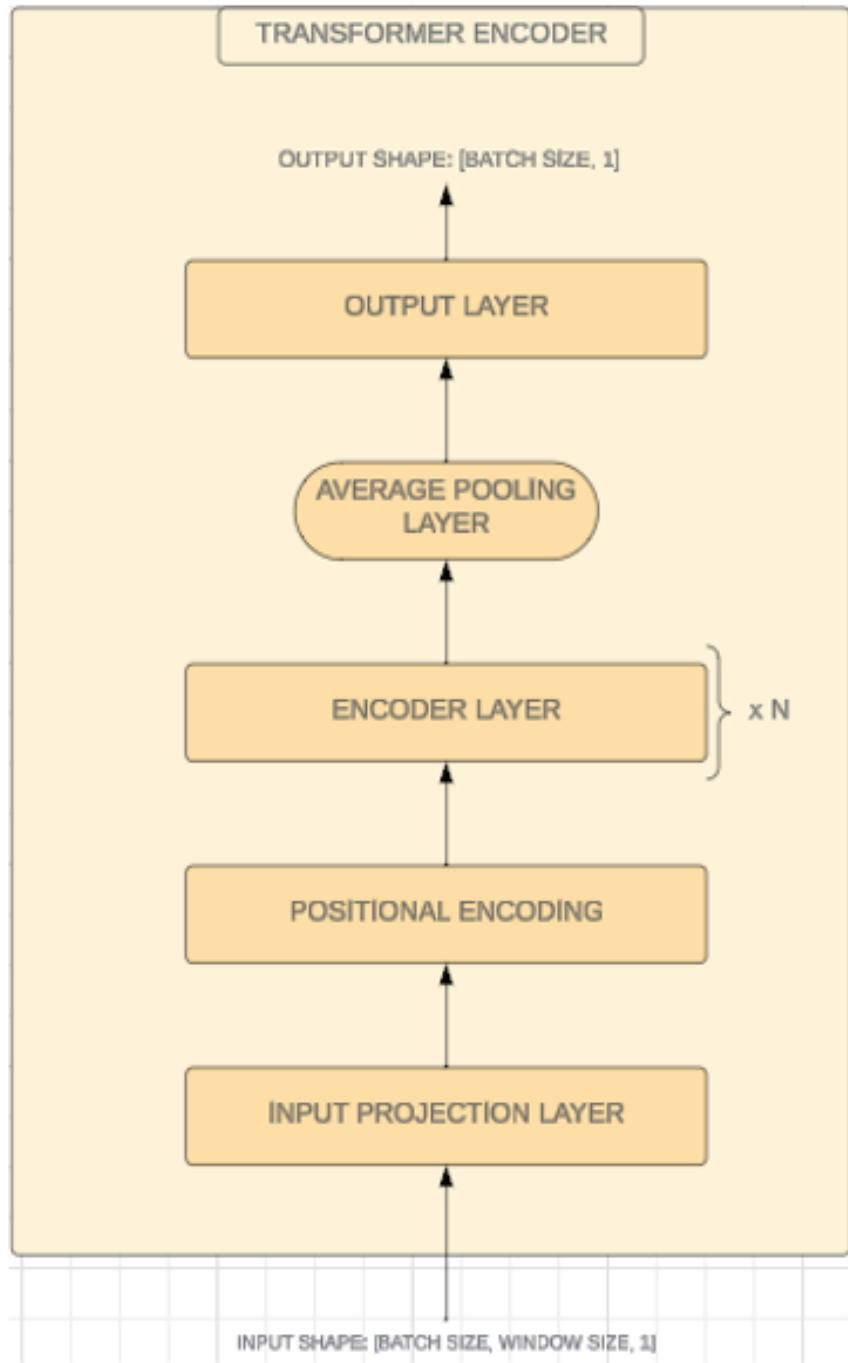 TRANSFORMER ENCODER
OUTPUT SHAPE: [BATCH SIZE, 1]
OUTPUT LAYER
AVERAGE POOLING
LAYER
ENCODER LAYER
x N
POSITIONAL ENCODING
INPUT PROJECTION LAYER
INPUT SHAPE: [BATCH SIZE, WINDOW SIZE, 1]